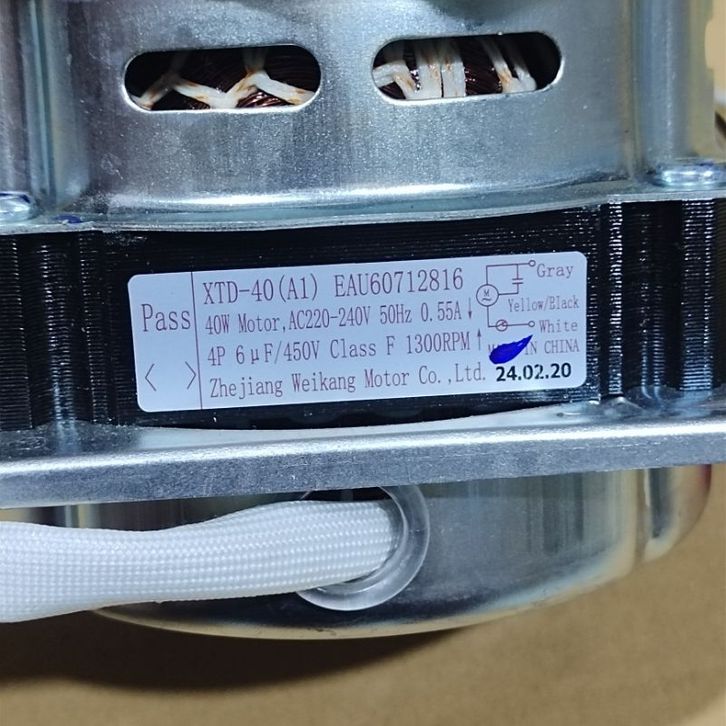 Pass
< >
XTD-40(A1) EAU60712816
40W Motor,AC220-240V 50Hz 0.55A↓
4P 6μF/450V Class F 1300RPM↑
Zhejiang Weikang Motor Co.,Ltd.
M
~
Gray
Yellow/Black
White
IN CHINA
24.02.20